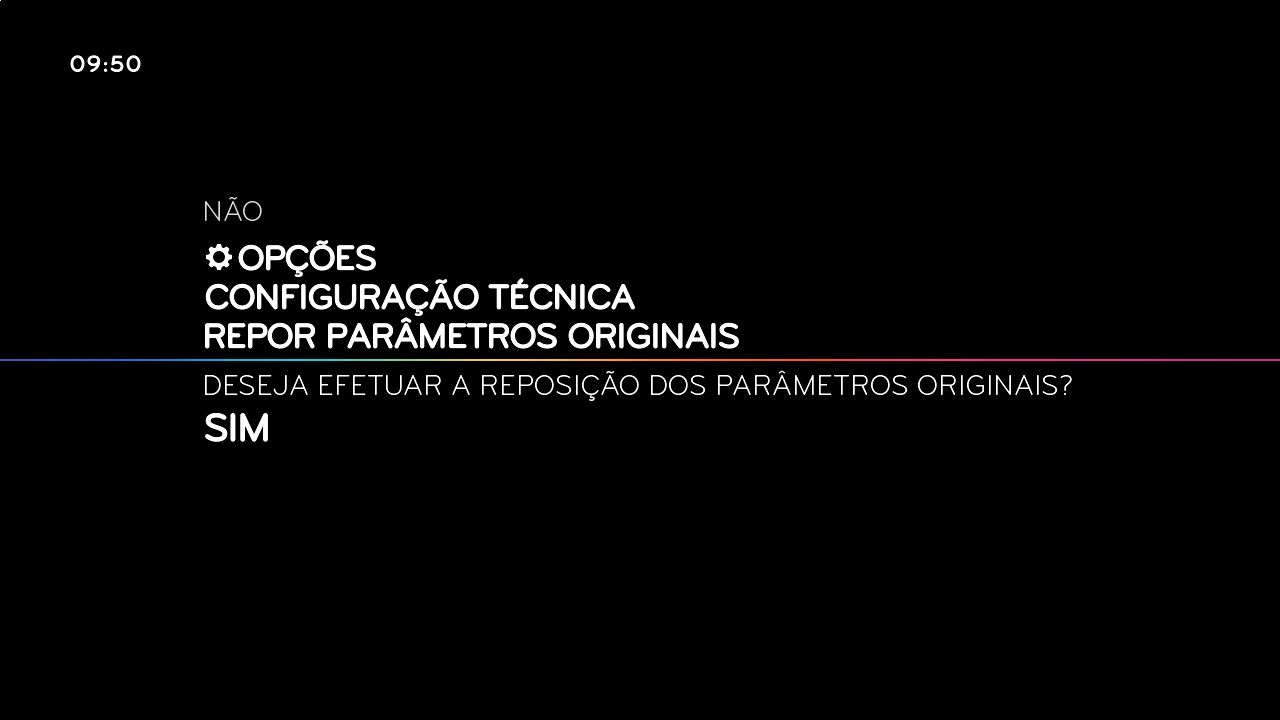 09:50
NÃO
OPÇÕES
CONFIGURAÇÃO TÉCNICA
REPOR PARÂMETROS ORIGINAIS
DESEJA EFETUAR A REPOSIÇÃO DOS PARÂMETROS ORIGINAIS?
SIM